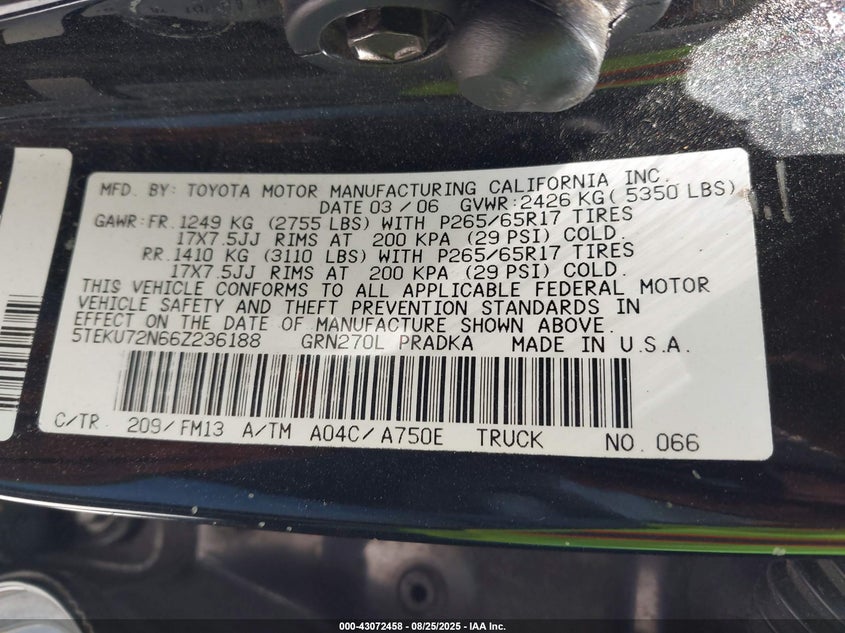 MFD. BY: TOYOTA MOTOR MANUFACTURING CALIFORNIA INC.
DATE 03 / 06 GVWR: 2426 KG ( 5350 LBS)
GAWR: FR. 1249 KG (2755 LBS) WITH P265/65R17 TIRES
17X7.5JJ RIMS AT 200 KPA (29 PSI) COLD.
RR. 1410 KG (3110 LBS) WITH P265/65R17 TIRES
17X7.5JJ RIMS AT 200 KPA (29 PSI) COLD.
THIS VEHICLE CONFORMS TO ALL APPLICABLE FEDERAL MOTOR
VEHICLE SAFETY AND THEFT PREVENTION STANDARDS IN
EFFECT ON THE DATE OF MANUFACTURE SHOWN ABOVE.
5TEKU72N66Z236188 GRN270L PRADKA MADE IN U.S.A.
C/TR. 209/FM13 A/TM A04C/A750E TRUCK NO. 066
000-43072458 - 08/25/2025 - IAA Inc.